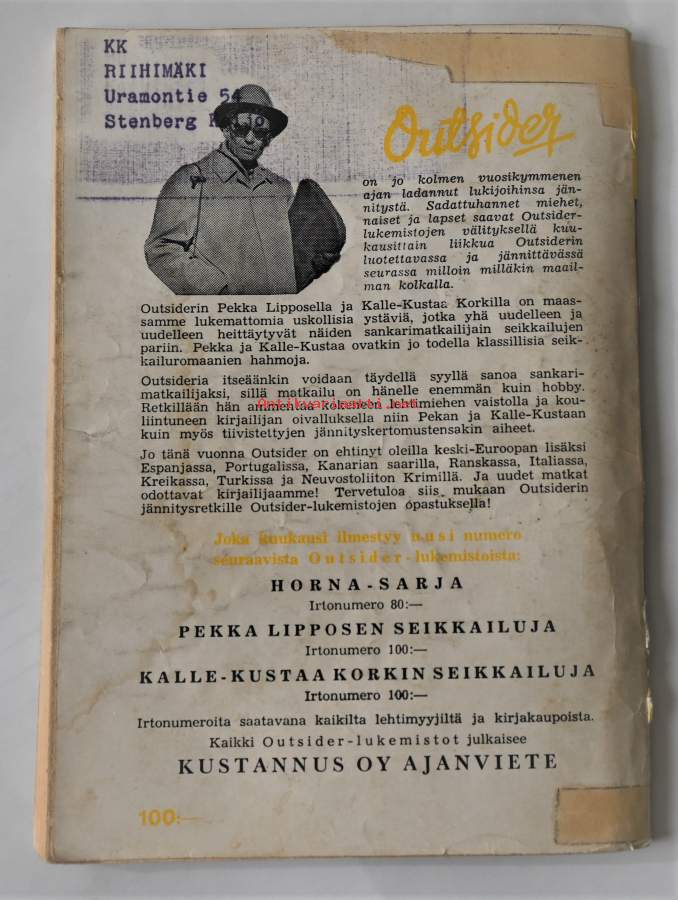 KK
RIIHIMÄKI
Uramontie 54
Stenberg
Outsider
on jo kolmen vuosikymmenen
ajan ladannut lukijoihinsa jän-
nitystä. Sadattuhannet miehet,
naiset ja lapset saavat Outsider-
lukemistojen välityksellä kuu-
kausittain liikkua Outsiderin
luotettavassa ja jännittävässä
seurassa milloin milläkin maail-
man kolkalla.
Outsiderin Pekka Lipposella ja Kalle-Kustaa Korkilla on maas-
samme lukemattomia uskollisia ystäviä, jotka yhä uudelleen ja
uudelleen heittäytyvät näiden sankarimatkailijain seikkailujen
pariin. Pekka ja Kalle-Kustaa ovatkin jo todella klassillisia seik-
kailuromaanien hahmoja.
Outsideria itseäänkin voidaan täydellä syyllä sanoa sankari-
matkailijaksi, sillä matkailu on hänelle enemmän kuin hobby.
Retkillään hän ammentaa kokeneen lehtimiehen vaistolla ja kou-
liintuneen kirjailijan oivalluksella niin Pekan ja Kalle-Kustaan
kuin myös tiivistettyjen jännityskertomustensakin aiheet.
Jo tänä vuonna Outsider on ehtinyt oleilla keski-Euroopan lisäksi
Espanjassa, Portugalissa, Kanarian saarilla, Ranskassa, Italiassa,
Kreikassa, Turkissa ja Neuvostoliiton Krimillä. Ja uudet matkat
odottavat kirjailijaamme! Tervetuloa siis mukaan Outsiderin
jännitysretkille Outsider-lukemistojen opastuksella!
Joka kuukausi ilmestyy uusi numero
seuraavista Outsider-lukemistoista:
HORNA-SARJA
Irtonumero 80:—
PEKKA LIPPOSEN SEIKKAILUJA
Irtonumero 100:—
KALLE-KUSTAA KORKIN SEIKKAILUJA
Irtonumero 100:—
Irtonumeroita saatavana kaikilta lehtimyyjiltä ja kirjakaupoista.
Kaikki Outsider-lukemistot julkaisee
KUSTANNUS OY AJANVIETE
100:—